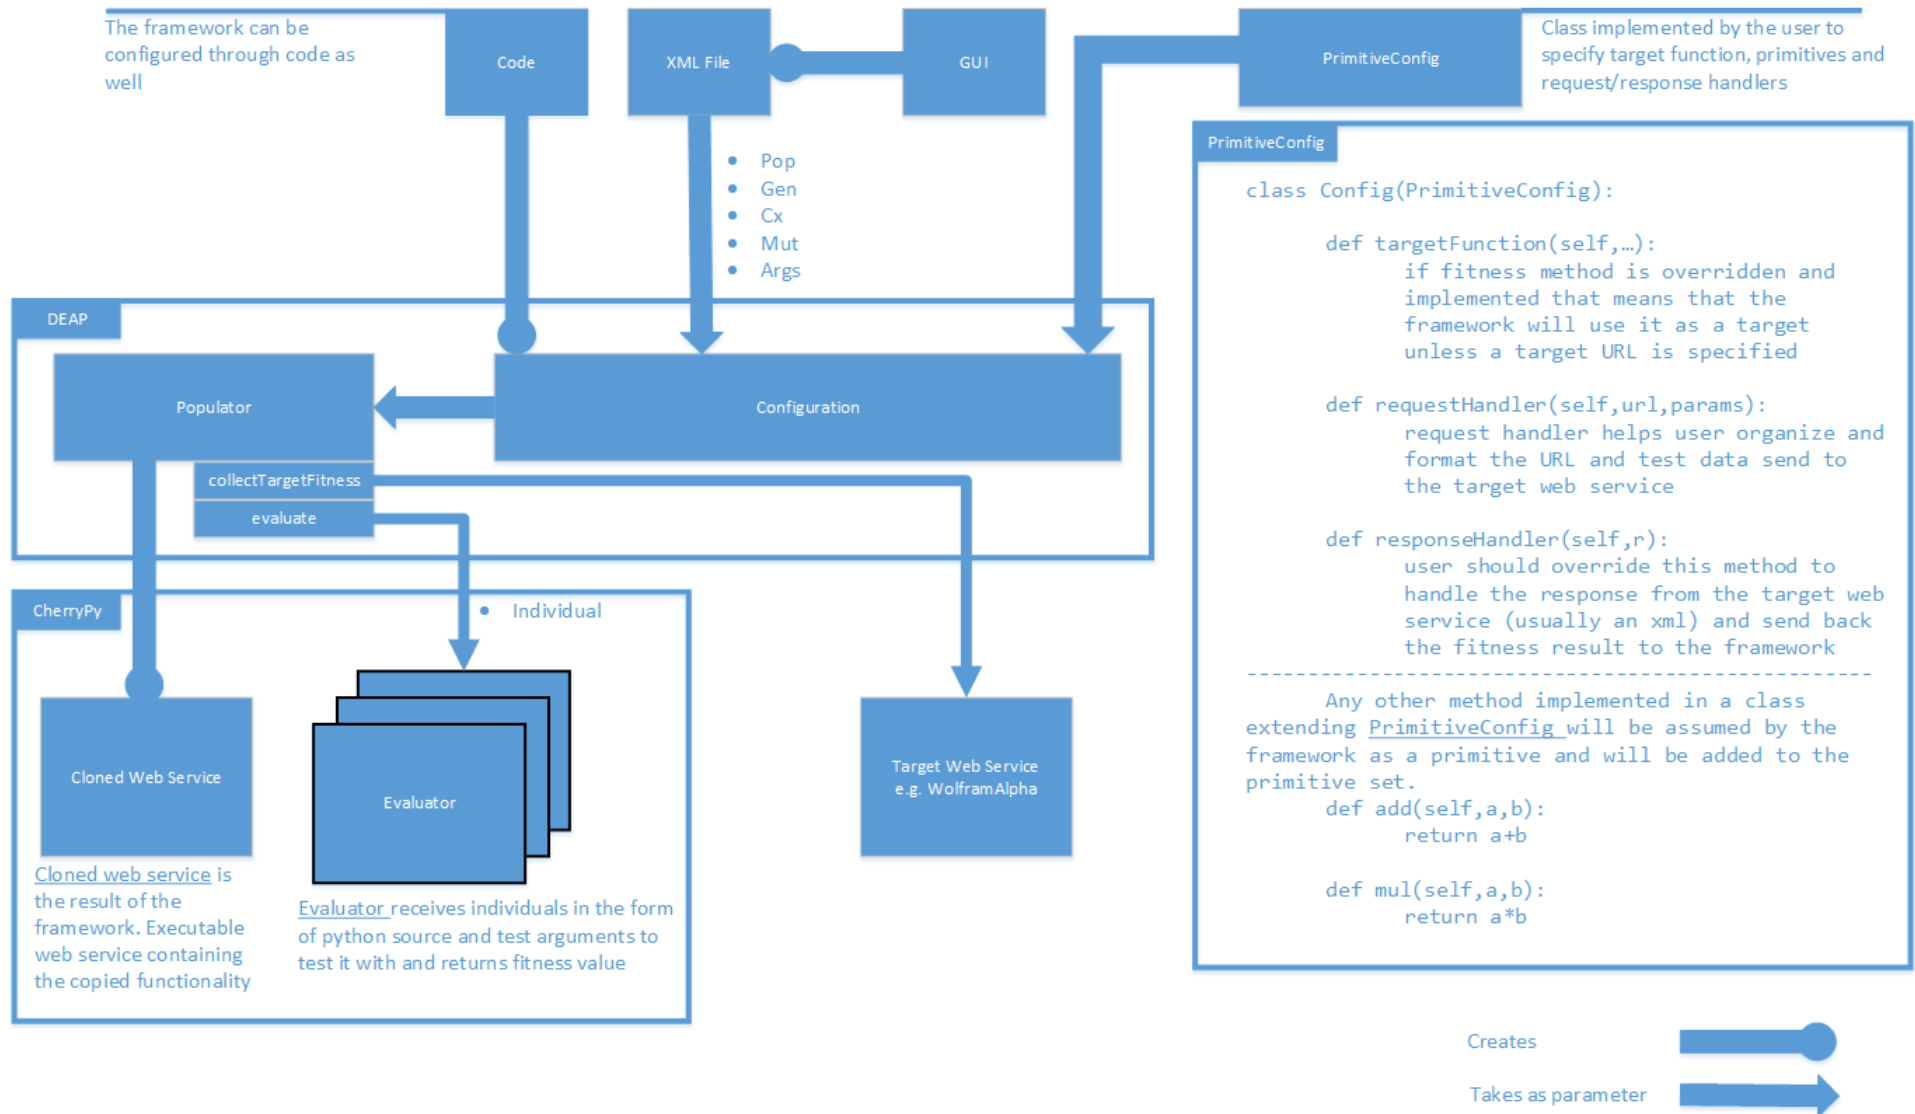 The framework can be
configured through code as
well
Code
XML File
GUI
PrimitiveConfig
Class implemented by the user to
specify target function, primitives and
request/response handlers
• Pop
• Gen
• Cx
• Mut
• Args
DEAP
Populator
Configuration
collectTargetFitness
evaluate
CherryPy
• Individual
Cloned Web Service
Evaluator
Target Web Service
e.g. WolframAlpha
Cloned web service is
the result of the
framework. Executable
web service containing
the copied functionality
Evaluator receives individuals in the form
of python source and test arguments to
test it with and returns fitness value
PrimitiveConfig
class Config(PrimitiveConfig):
def targetFunction(self,…):
if fitness method is overridden and
implemented that means that the
framework will use it as a target
unless a target URL is specified
def requestHandler(self,url,params):
request handler helps user organize and
format the URL and test data send to
the target web service
def responseHandler(self,r):
user should override this method to
handle the response from the target web
service (usually an xml) and send back
the fitness result to the framework
---------------------------------------------------
Any other method implemented in a class
extending PrimitiveConfig will be assumed by the
framework as a primitive and will be added to the
primitive set.
def add(self,a,b):
return a+b
def mul(self,a,b):
return a*b
Creates
Takes as parameter